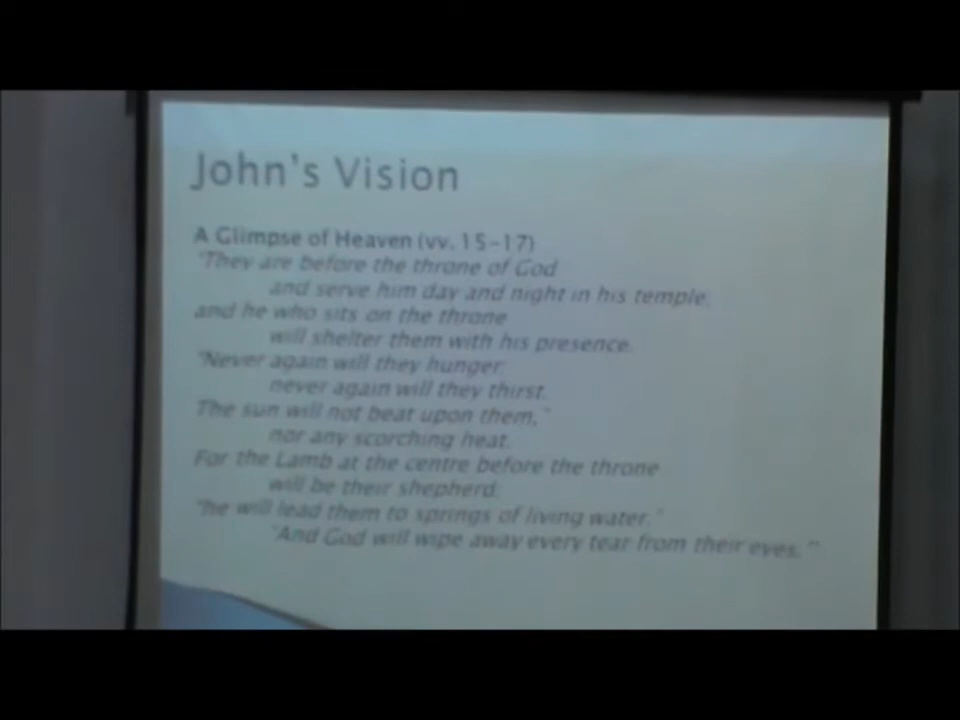 John's Vision
A Glimpse of Heaven (vv. 15-17)
"They are before the throne of God
and serve him day and night in his temple;
and he who sits on the throne
will shelter them with his presence.
"Never again will they hunger;
never again will they thirst.
The sun will not beat upon them,"
nor any scorching heat.
For the Lamb at the centre before the throne
will be their shepherd;
"he will lead them to springs of living water."
"And God will wipe away every tear from their eyes.'"